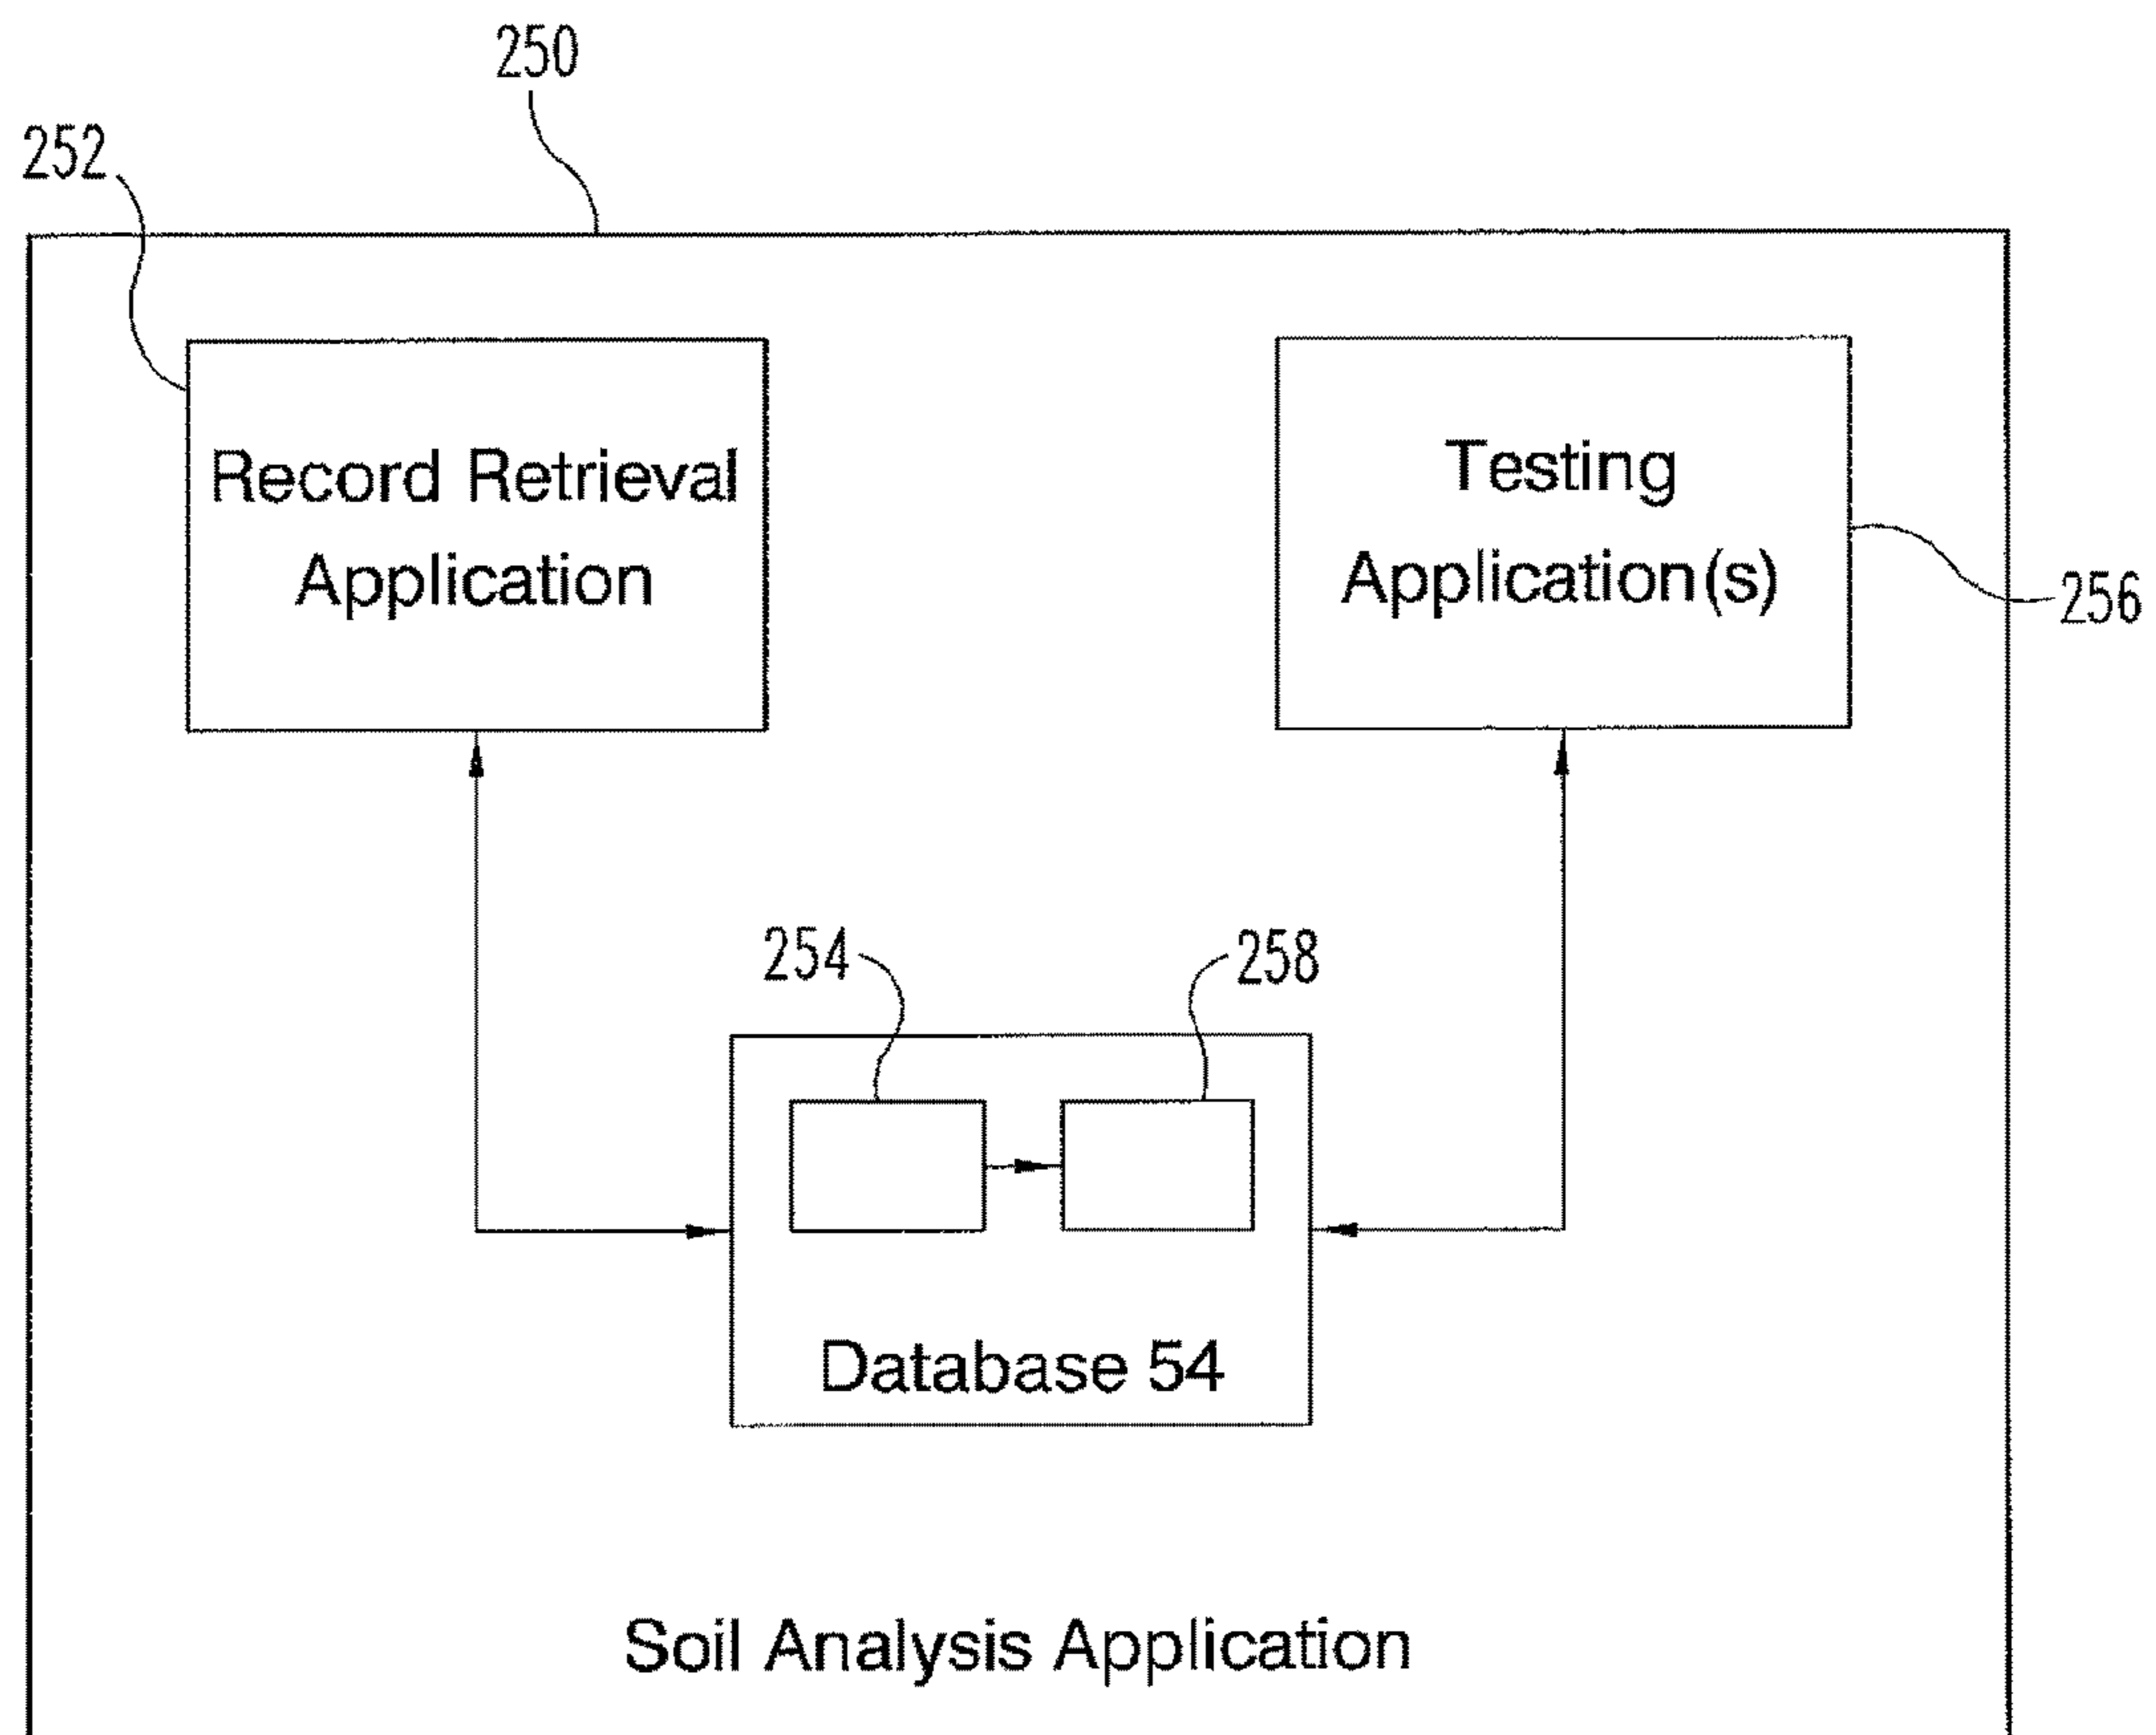 250
252
Record Retrieval
Application
Testing
Application(s)
256
254
258
Database 54
Soil Analysis Application